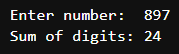 Enter number:  897
Sum of digits: 24